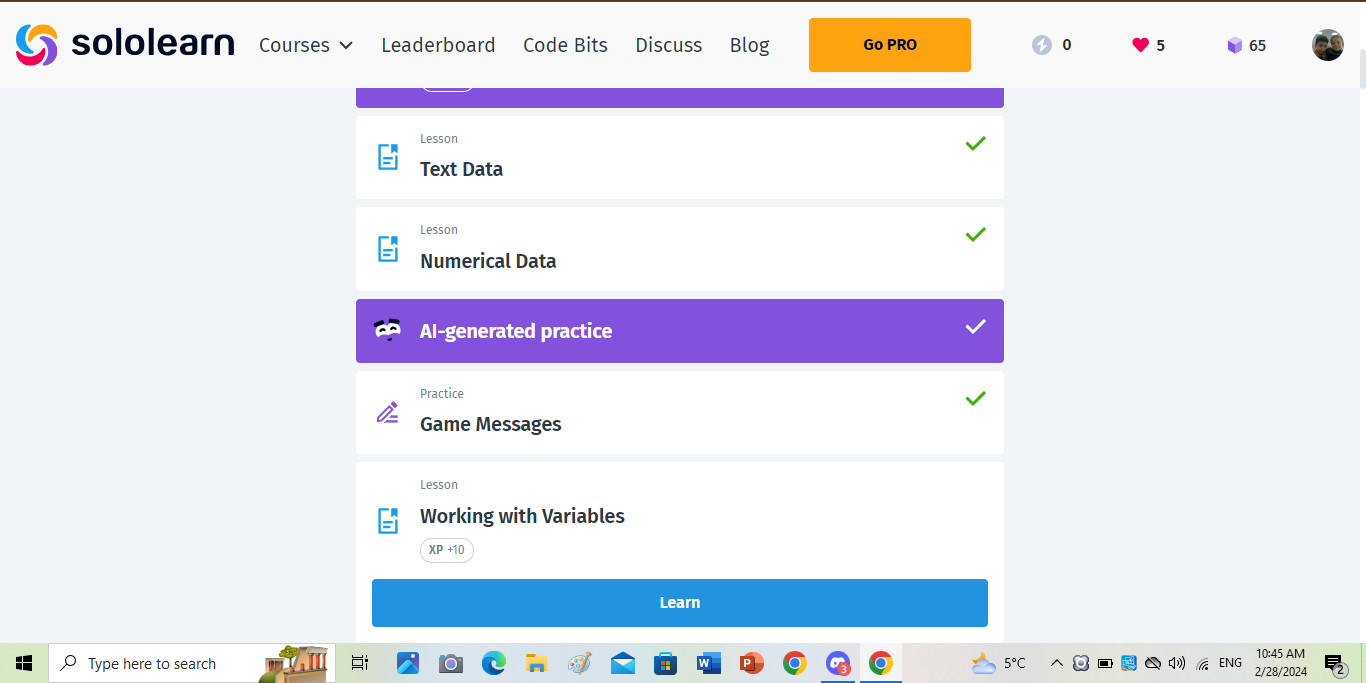 sololearn Courses Leaderboard Code Bits Discuss Blog Go PRO 0 5 65
Lesson
Text Data
Lesson
Numerical Data
AI-generated practice
Practice
Game Messages
Lesson
Working with Variables
XP +10
Learn
Type here to search
5°C
ENG
10:45 AM
2/28/2024
3
2